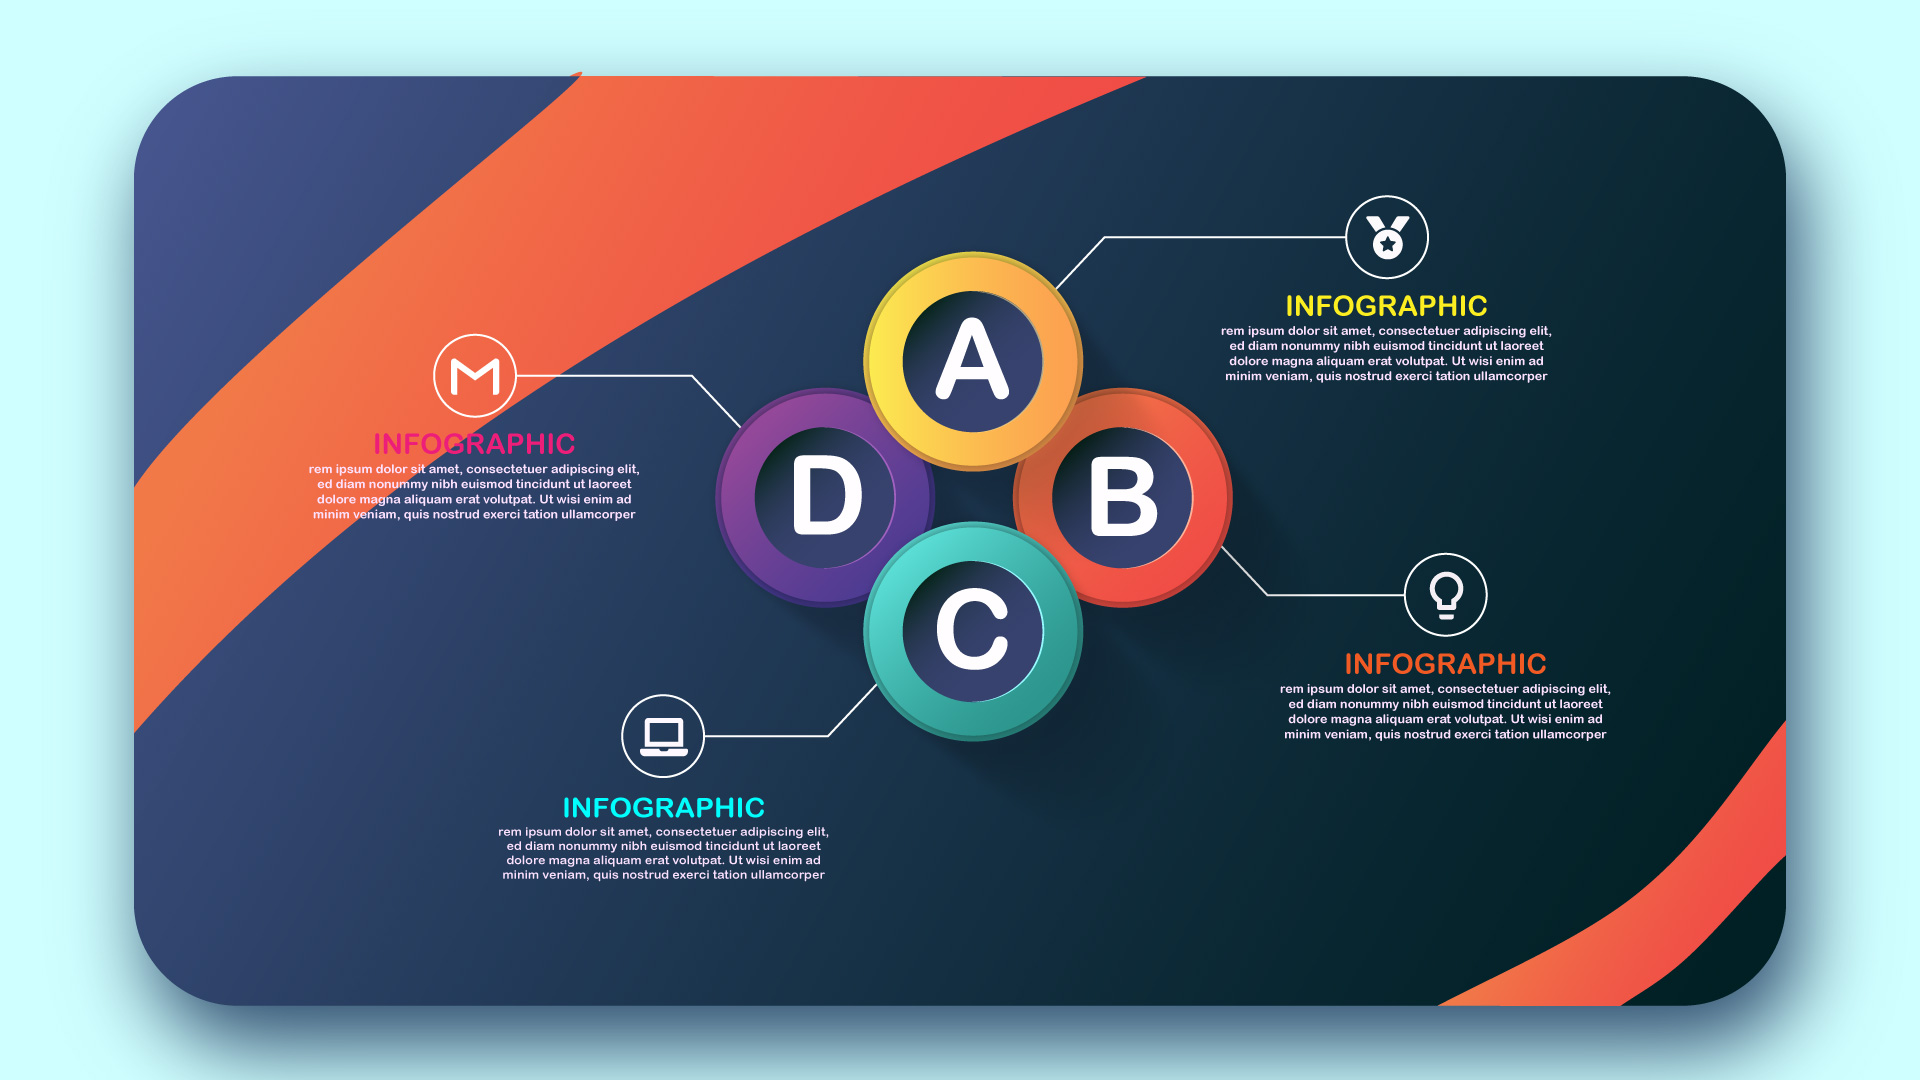 A
B
C
D
INFOGRAPHIC
rem ipsum dolor sit amet, consectetuer adipiscing elit,
ed diam nonummy nibh euismod tincidunt ut laoreet
dolore magna aliquam erat volutpat. Ut wisi enim ad
minim veniam, quis nostrud exerci tation ullamcorper
INFOGRAPHIC
rem ipsum dolor sit amet, consectetuer adipiscing elit,
ed diam nonummy nibh euismod tincidunt ut laoreet
dolore magna aliquam erat volutpat. Ut wisi enim ad
minim veniam, quis nostrud exerci tation ullamcorper
INFOGRAPHIC
rem ipsum dolor sit amet, consectetuer adipiscing elit,
ed diam nonummy nibh euismod tincidunt ut laoreet
dolore magna aliquam erat volutpat. Ut wisi enim ad
minim veniam, quis nostrud exerci tation ullamcorper
INFOGRAPHIC
rem ipsum dolor sit amet, consectetuer adipiscing elit,
ed diam nonummy nibh euismod tincidunt ut laoreet
dolore magna aliquam erat volutpat. Ut wisi enim ad
minim veniam, quis nostrud exerci tation ullamcorper